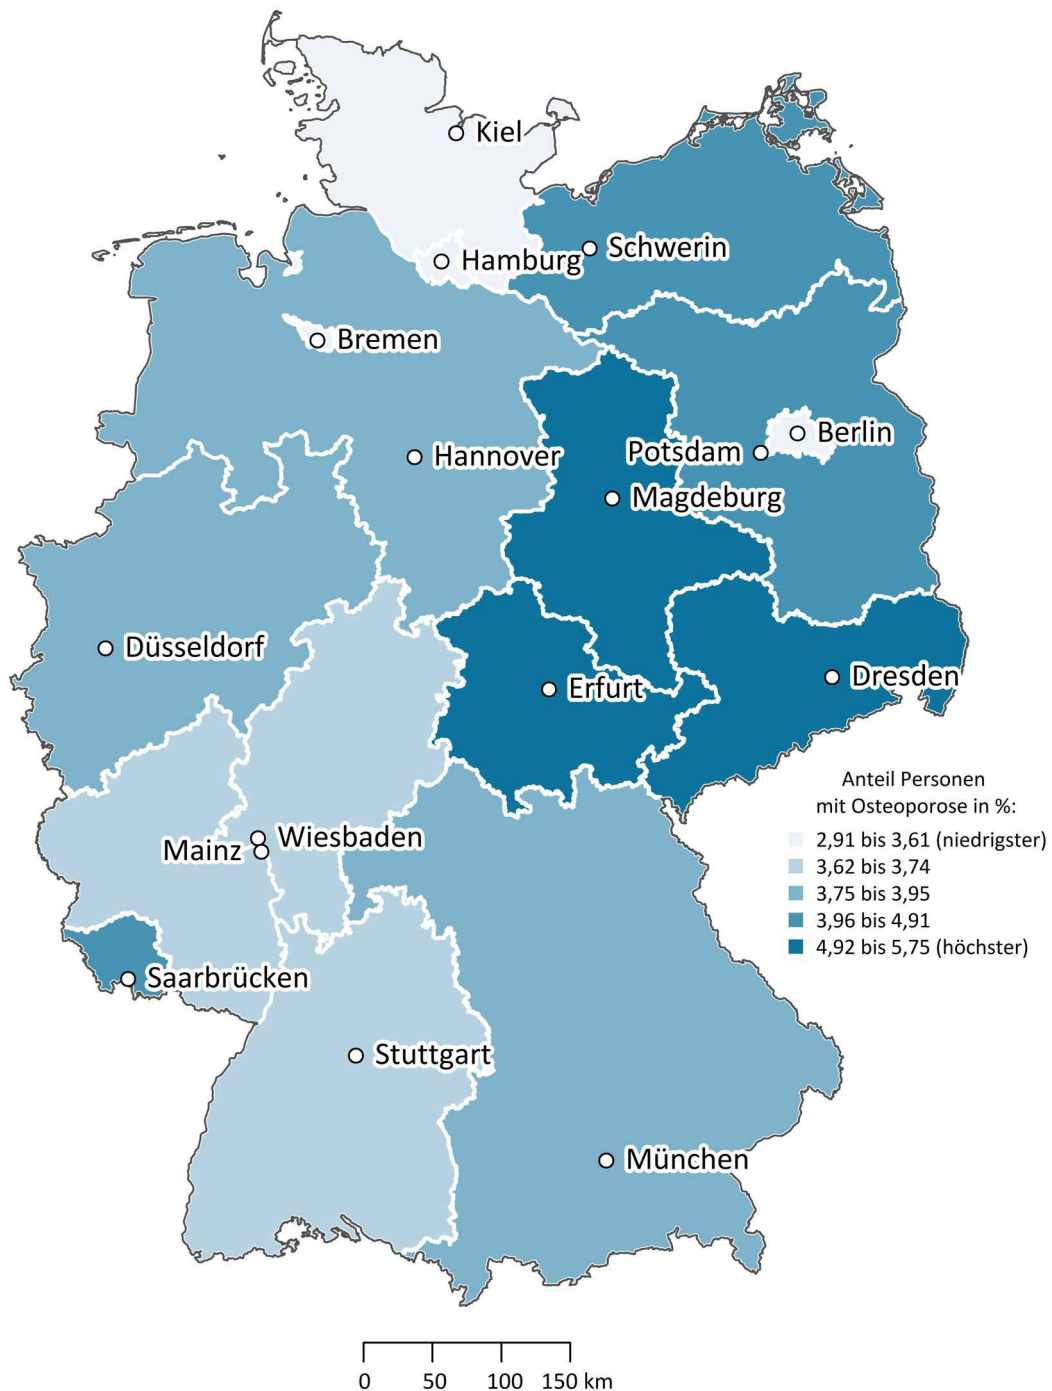 Kiel
Schwerin
Hamburg
Bremen
Berlin
Potsdam
Hannover
Magdeburg
Düsseldorf
Erfurt
Dresden
Anteil Personen
mit Osteoporose in %:
2,91 bis 3,61 (niedrigster)
3,62 bis 3,74
3,75 bis 3,95
3,96 bis 4,91
4,92 bis 5,75 (höchster)
Wiesbaden
Mainz
Saarbrücken
Stuttgart
München
0 50 100 150 km